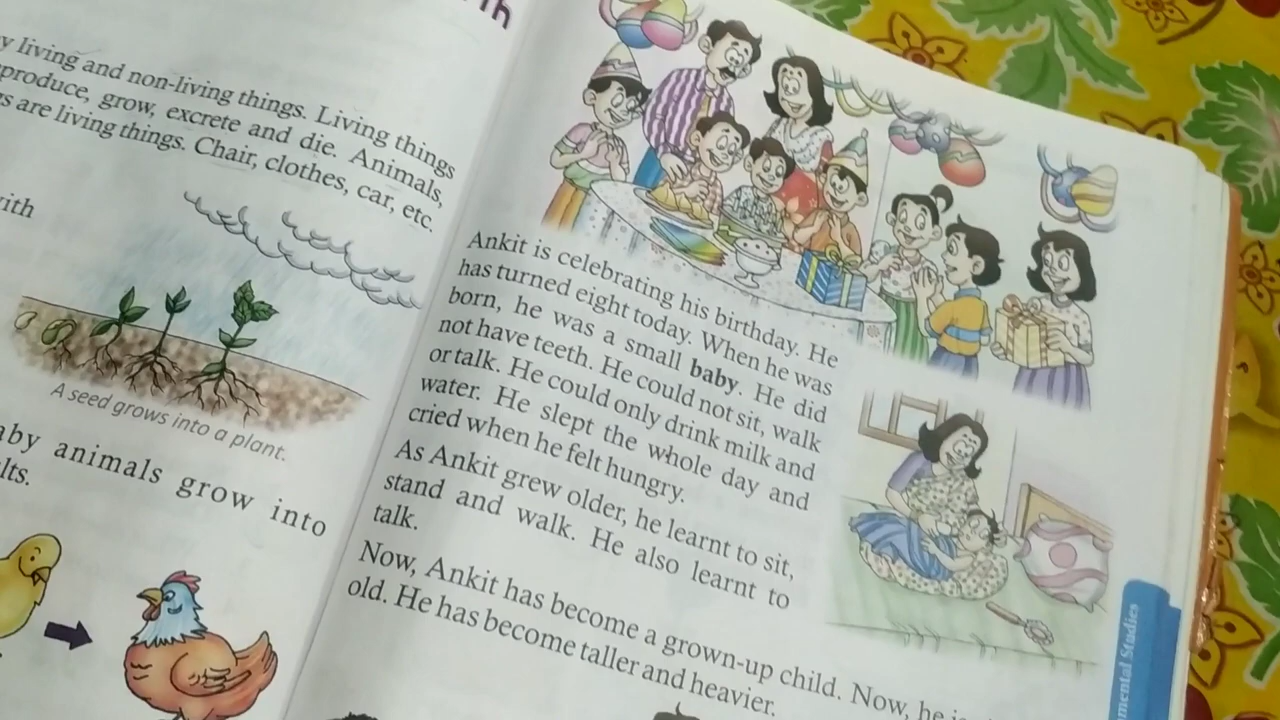 y living and non-living things. Living things
produce, grow, excrete and die. Animals,
s are living things. Chair, clothes, car, etc.
ith
A seed grows into a plant.
aby animals grow into
lts.
Ankit is celebrating his birthday. He
has turned eight today. When he was
born, he was a small baby. He did
not have teeth. He could not sit, walk
or talk. He could only drink milk and
water. He slept the whole day and
cried when he felt hungry.
As Ankit grew older, he learnt to sit,
stand and walk. He also learnt to
talk.
Now, Ankit has become a grown-up child. Now, he
old. He has become taller and heavier.
mental Studies